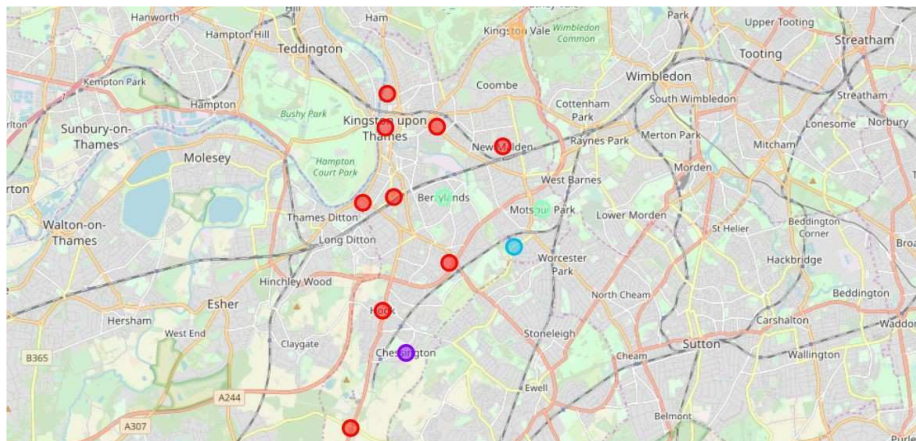 Hanworth
Hill
Ham
Kingston Vale
Wimbledon
Common
Park
Upper Tooting
Hampton Hill
Teddington
Streatham
Tooting
Kempton Park
Coombe
Wimbledon
Hampton
Bushy Park
Cottenham
Park
South Wimbledon
Streatham
Sunbury-on-
Thames
Kingston upon
Thames
Lonesome
Norbury
New Malden
Raynes Park
Merton Park
Mitcham
Molesey
Hampton
Court Park
Morden
West Barnes
Berrylands
Walton-on-
Thames
Thames Ditton
Motspur Park
Lower Morden
St Helier
Beddington
Corner
Long Ditton
Worcester
Park
Hackbridge
Hinchley Wood
North Cheam
Beddington
Esher
Hook
Hersham
West End
Stoneleigh
Carshalton
Waddo
Claygate
Sutton
B365
Chessington
Cheam
Wallington
Ewell
A244
Belmont
A307
Purle